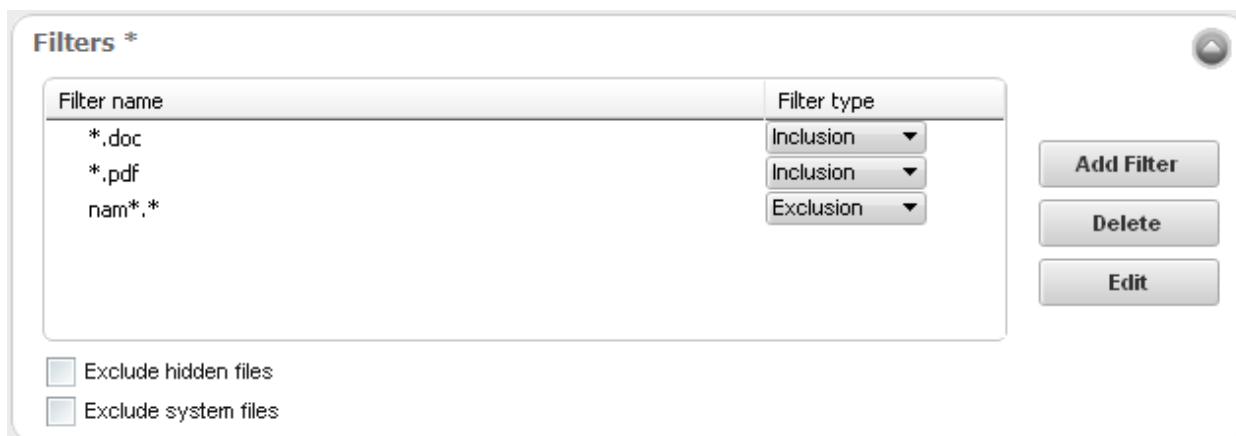 Filters *
Filter name Filter type
*.doc Inclusion
*.pdf Inclusion
nam*.* Exclusion
Add Filter
Delete
Edit
Exclude hidden files
Exclude system files